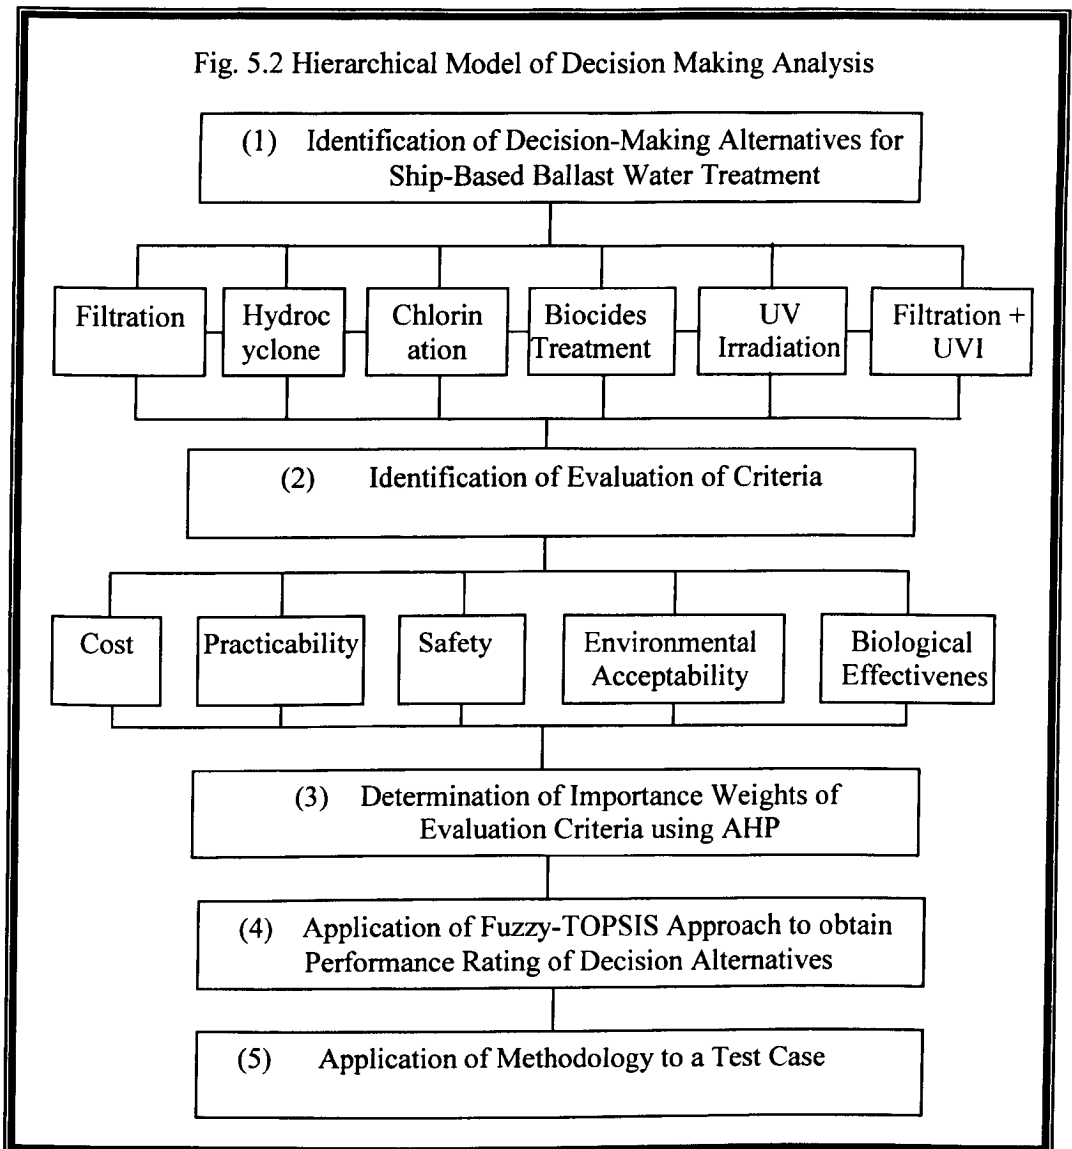 Fig. 5.2 Hierarchical Model of Decision Making Analysis
(1) Identification of Decision-Making Alternatives for
Ship-Based Ballast Water Treatment
Filtration
Hydroc
yclone
Chlorin
ation
Biocides
Treatment
UV
Irradiation
Filtration +
UVI
(2) Identification of Evaluation of Criteria
Cost
Practicability
Safety
Environmental
Acceptability
Biological
Effectivenes
(3) Determination of Importance Weights of
Evaluation Criteria using AHP
(4) Application of Fuzzy-TOPSIS Approach to obtain
Performance Rating of Decision Alternatives
(5) Application of Methodology to a Test Case